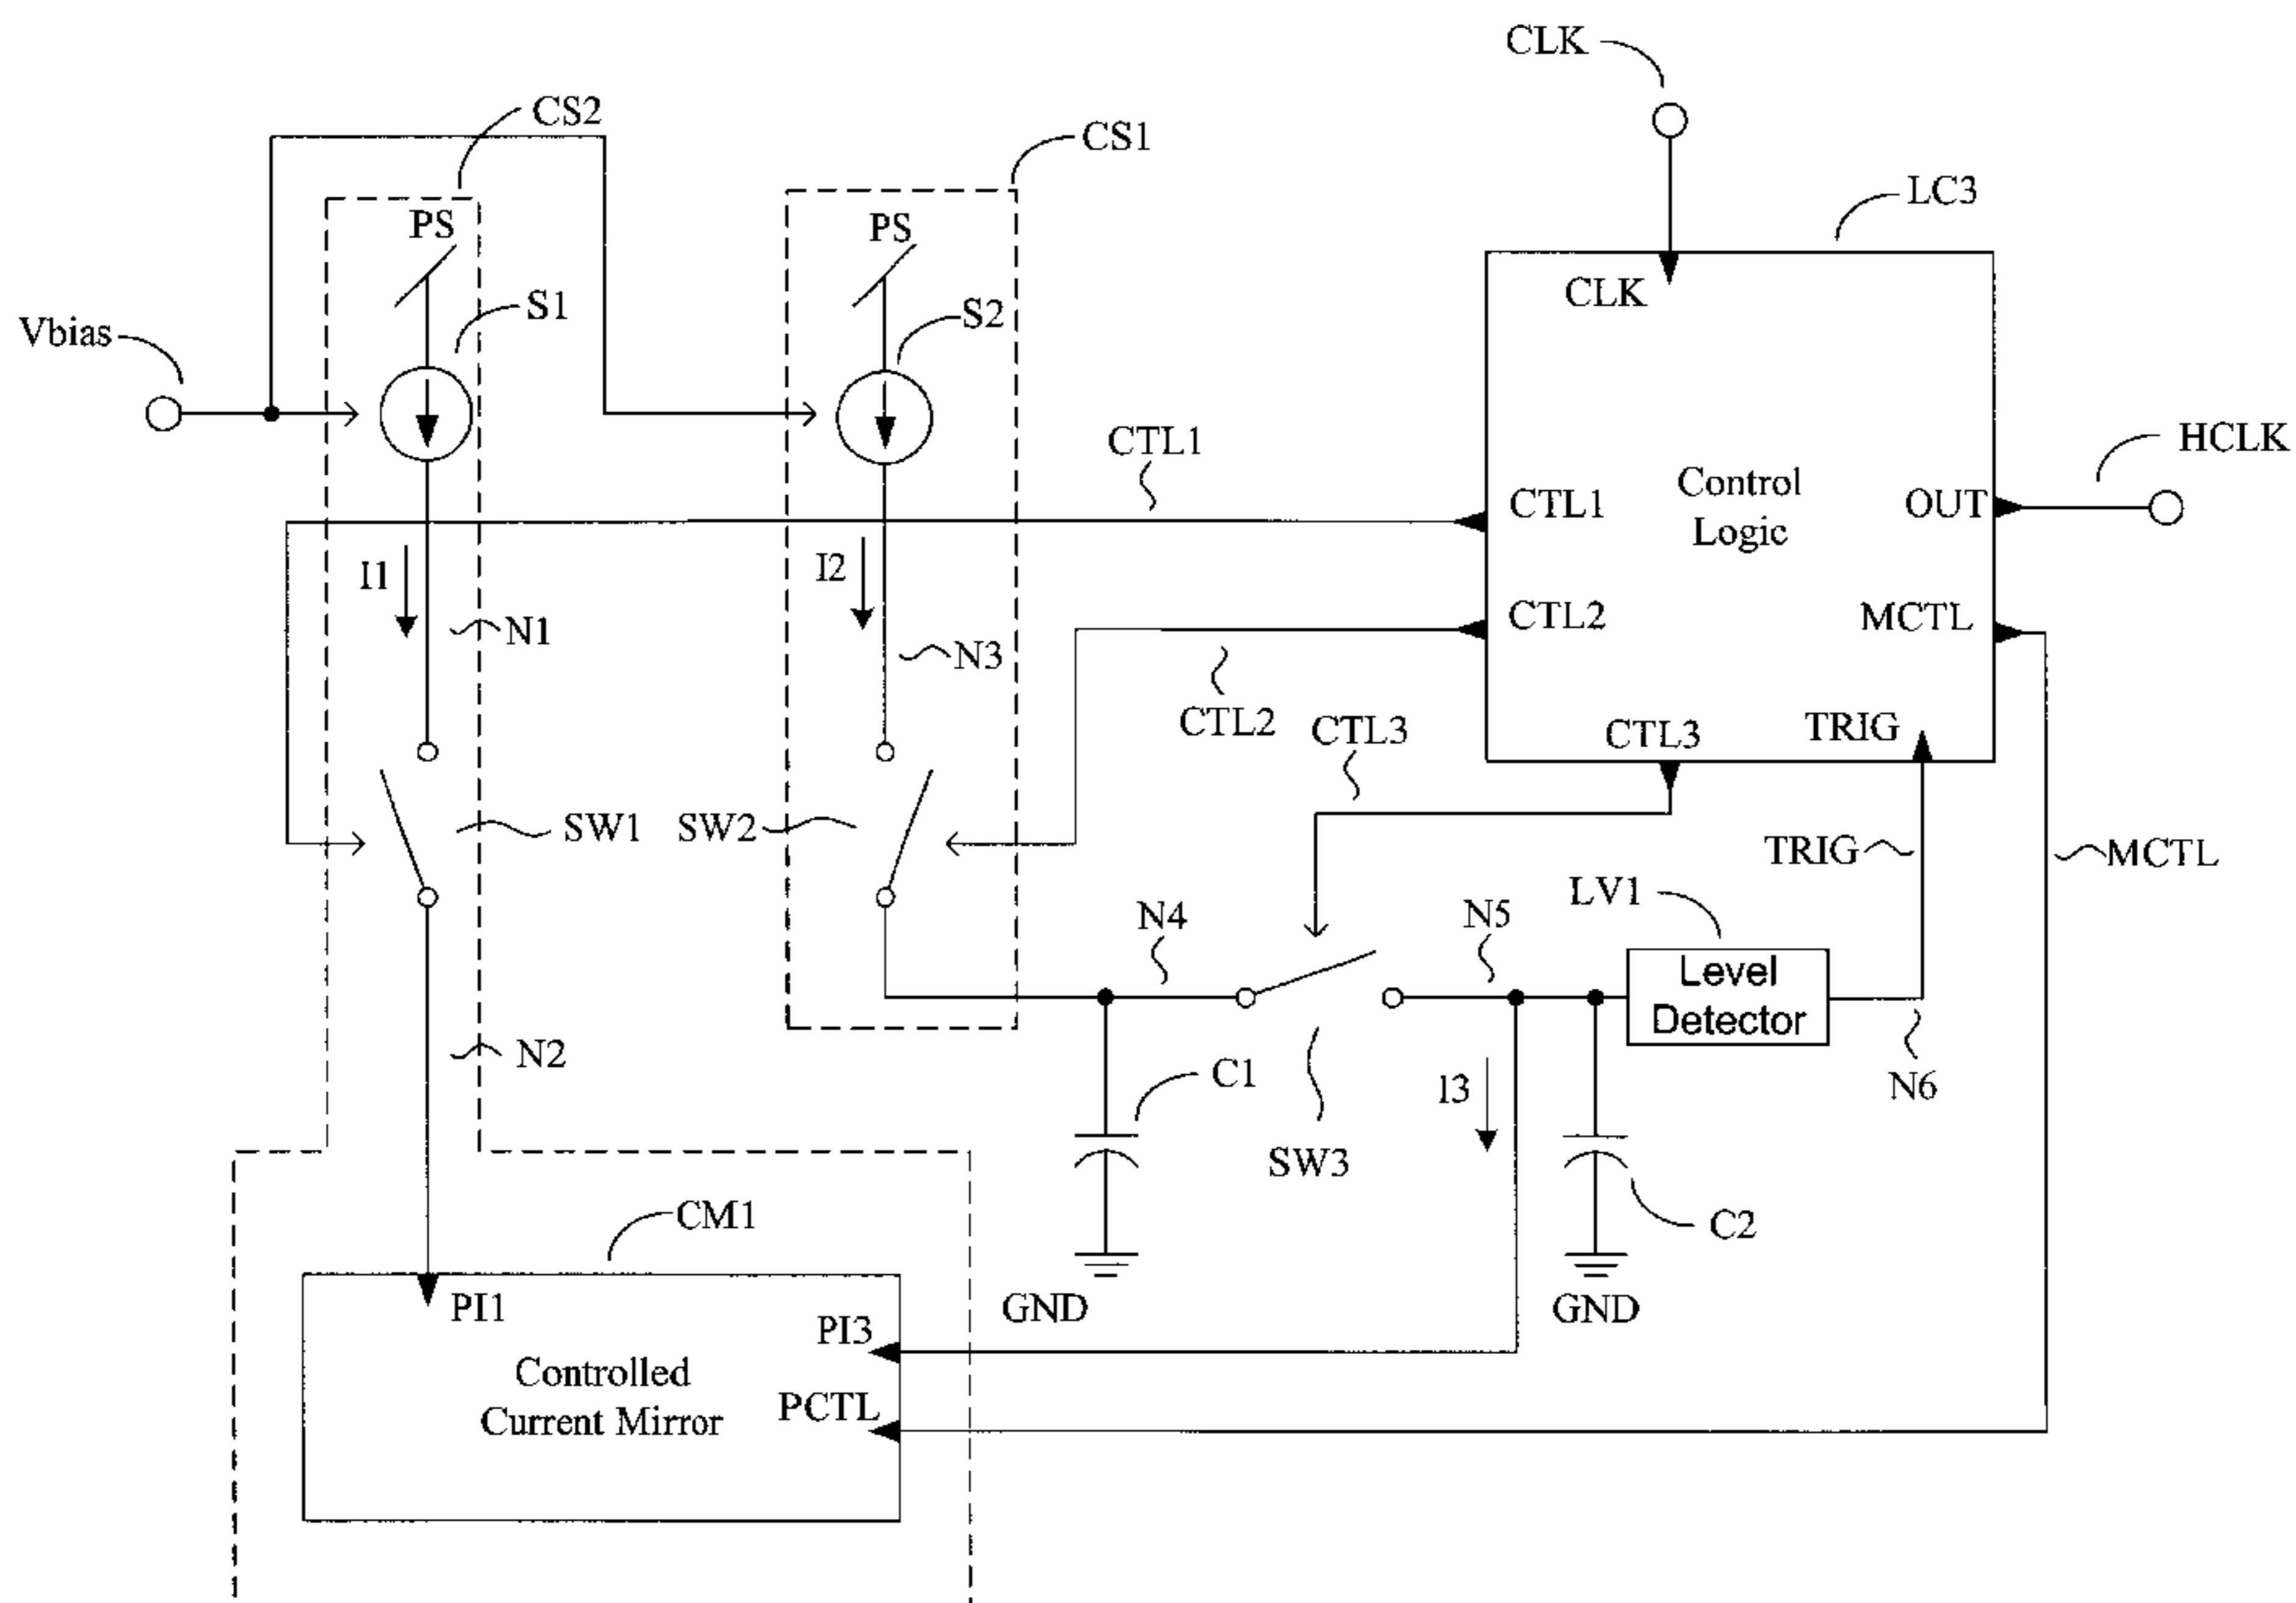 CLK
CS2
CS1
LC3
PS
PS
CLK
S1
S2
Vbias
CTL1
HCLK
Control
Logic
CTL1
OUT
I1
I2
CTL2
MCTL
N1
N3
CTL2
CTL3
CTL3
TRIG
SW1
SW2
TRIG
MCTL
LV1
N4
N5
Level
Detector
N2
C1
I3
N6
SW3
CM1
C2
PI1
GND
GND
PI3
Controlled
Current Mirror
PCTL